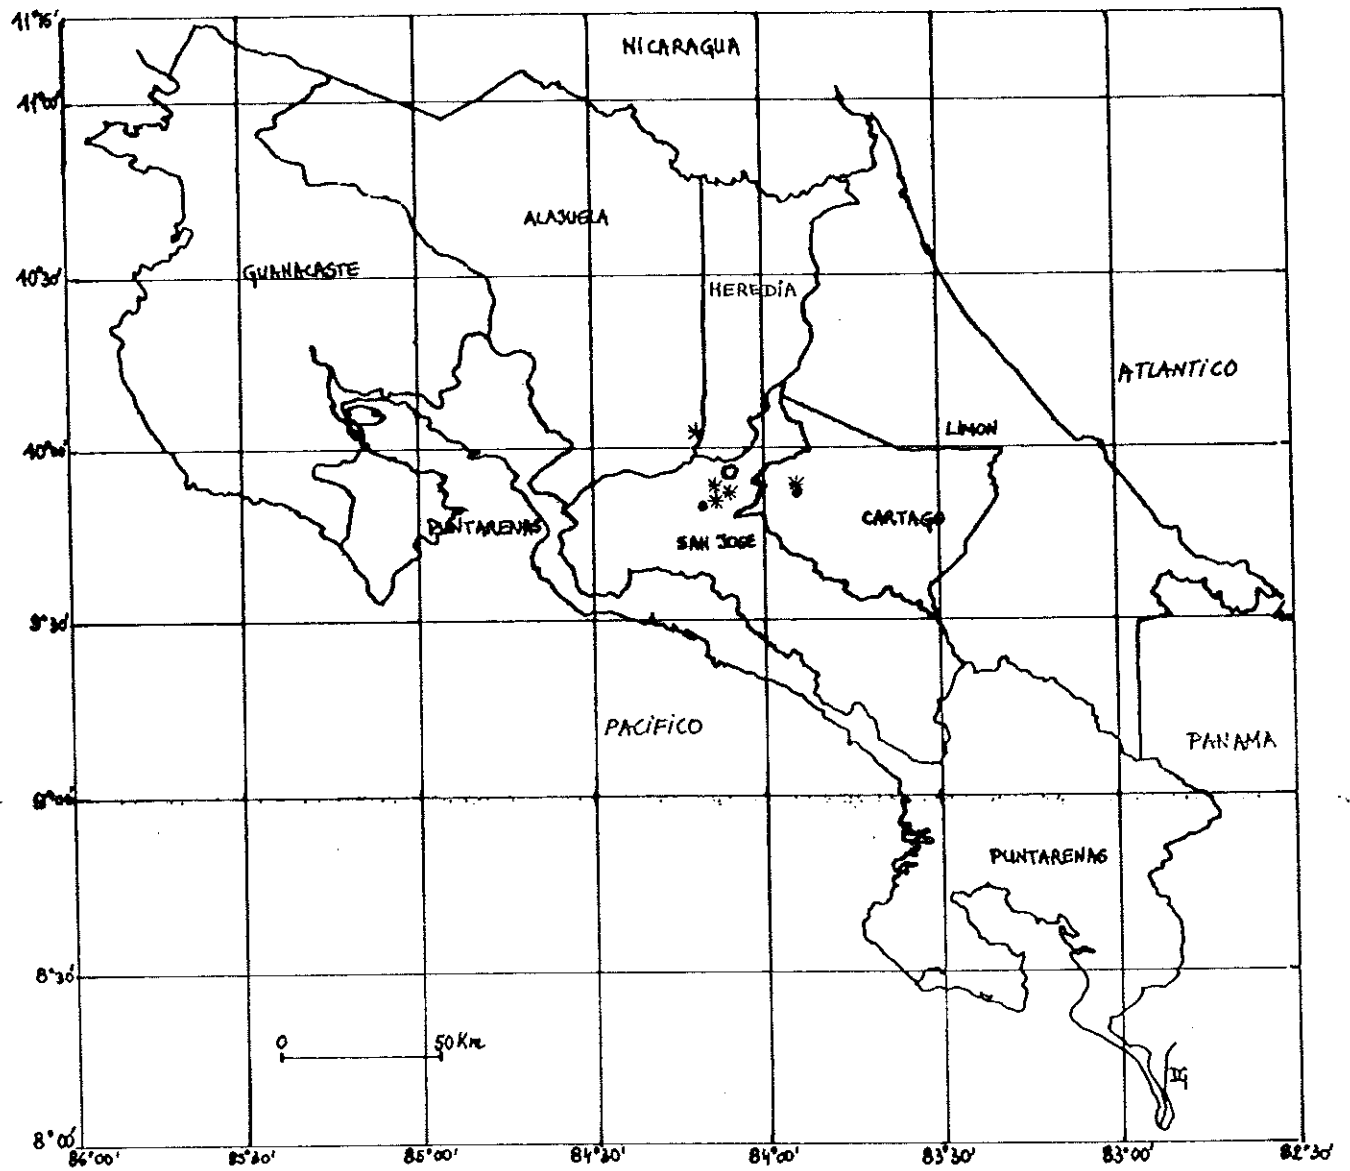 11°15'
NICARAGUA
11°00'
ALAJUELA
GUANACASTE
10°30'
HEREDIA
ATLANTICO
LIMON
10°00'
CARTAGO
PUNTARENAS
SAN JOSE
9°30'
PACIFICO
PANAMA
9°00'
PUNTARENAS
8°30'
0 50 Km
DG
8°00'
86°00' 85°30' 85°00' 84°30' 84°00' 83°30' 83°00' 82°30'